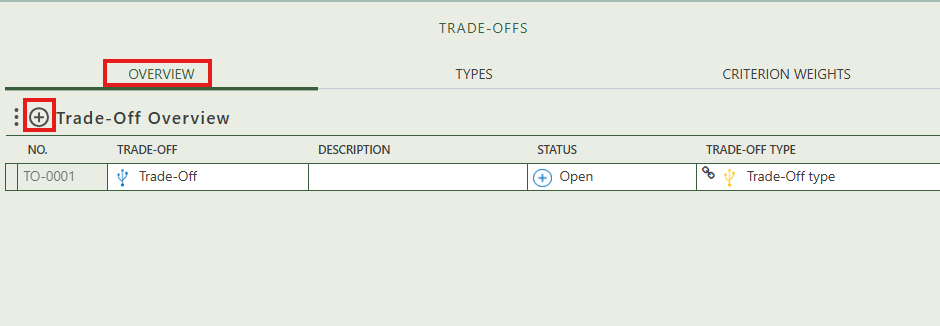 TRADE-OFFS
OVERVIEW TYPES CRITERION WEIGHTS
Trade-Off Overview
NO. TRADE-OFF DESCRIPTION STATUS TRADE-OFF TYPE
TO-0001 Trade-Off Open Trade-Off type